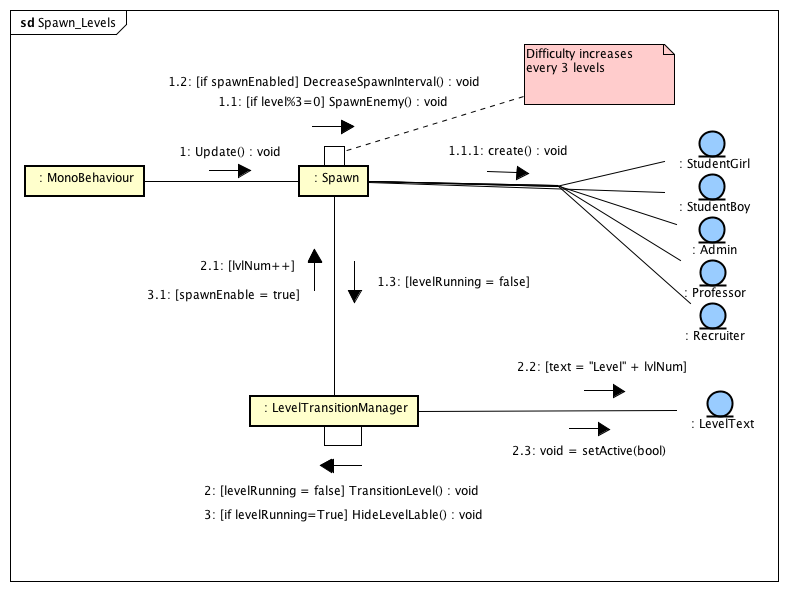 sd Spawn_Levels
Difficulty increases
every 3 levels
1.2: [if spawnEnabled] DecreaseSpawnInterval() : void
1.1: [if level%3=0] SpawnEnemy() : void
1: Update() : void
1.1.1: create() : void
: MonoBehaviour
: Spawn
: StudentGirl
: StudentBoy
: Admin
: Professor
: Recruiter
2.1: [lvlNum++]
1.3: [levelRunning = false]
3.1: [spawnEnable = true]
2.2: [text = "Level" + lvlNum]
: LevelTransitionManager
: LevelText
2.3: void = setActive(bool)
2: [levelRunning = false] TransitionLevel() : void
3: [if levelRunning=True] HideLevelLable() : void